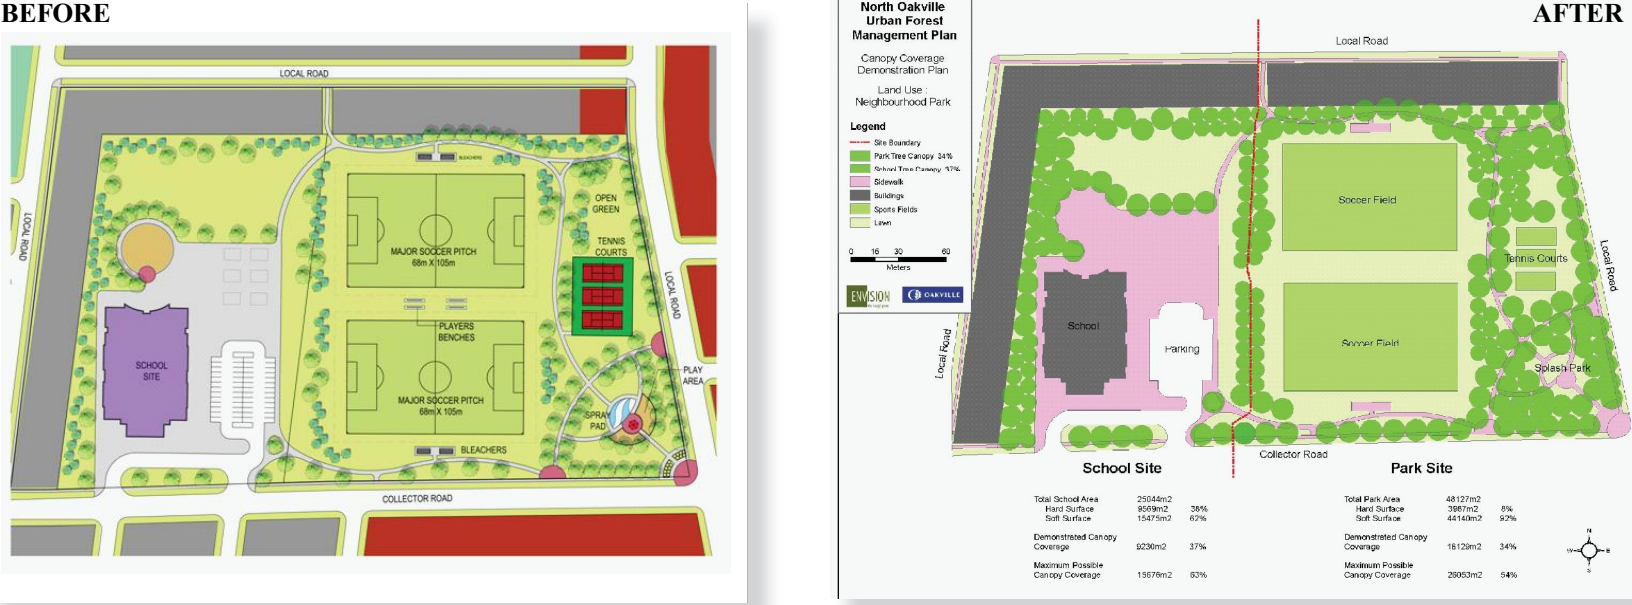 BEFORE
LOCAL ROAD
BLEACHERS
OPEN
GREEN
LOCAL ROAD
TENNIS
COURTS
MAJOR SOCCER PITCH
68m X 105m
LOCAL ROAD
PLAYERS
BENCHES
SCHOOL
SITE
PLAY
AREA
MAJOR SOCCER PITCH
68m X 105m
SPRAY
PAD
BLEACHERS
COLLECTOR ROAD
AFTER
North Oakville
Urban Forest
Management Plan
Canopy Coverage
Demonstration Plan
Land Use :
Neighbourhood Park
Legend
Site Boundary
Park Tree Canopy 34%
School Tree Canopy 37%
Sidewalk
Buildings
Sports Fields
Lawn
0 15 30 60
Meters
ENVISION
OAKVILLE
Local Road
Soccer Field
Tennis Courts
Local Road
School
Parking
Soccer Field
Local Road
Splash Park
Collector Road
School Site
Total School Area 25044m2
Hard Surface 9569m2 38%
Soft Surface 15475m2 62%
Demonstrated Canopy
Coverage 9230m2 37%
Maximum Possible
Canopy Coverage 15676m2 63%
Park Site
Total Park Area 48127m2
Hard Surface 3987m2 8%
Soft Surface 44140m2 92%
Demonstrated Canopy
Coverage 16129m2 34%
Maximum Possible
Canopy Coverage 26053m2 54%
N
W E
S